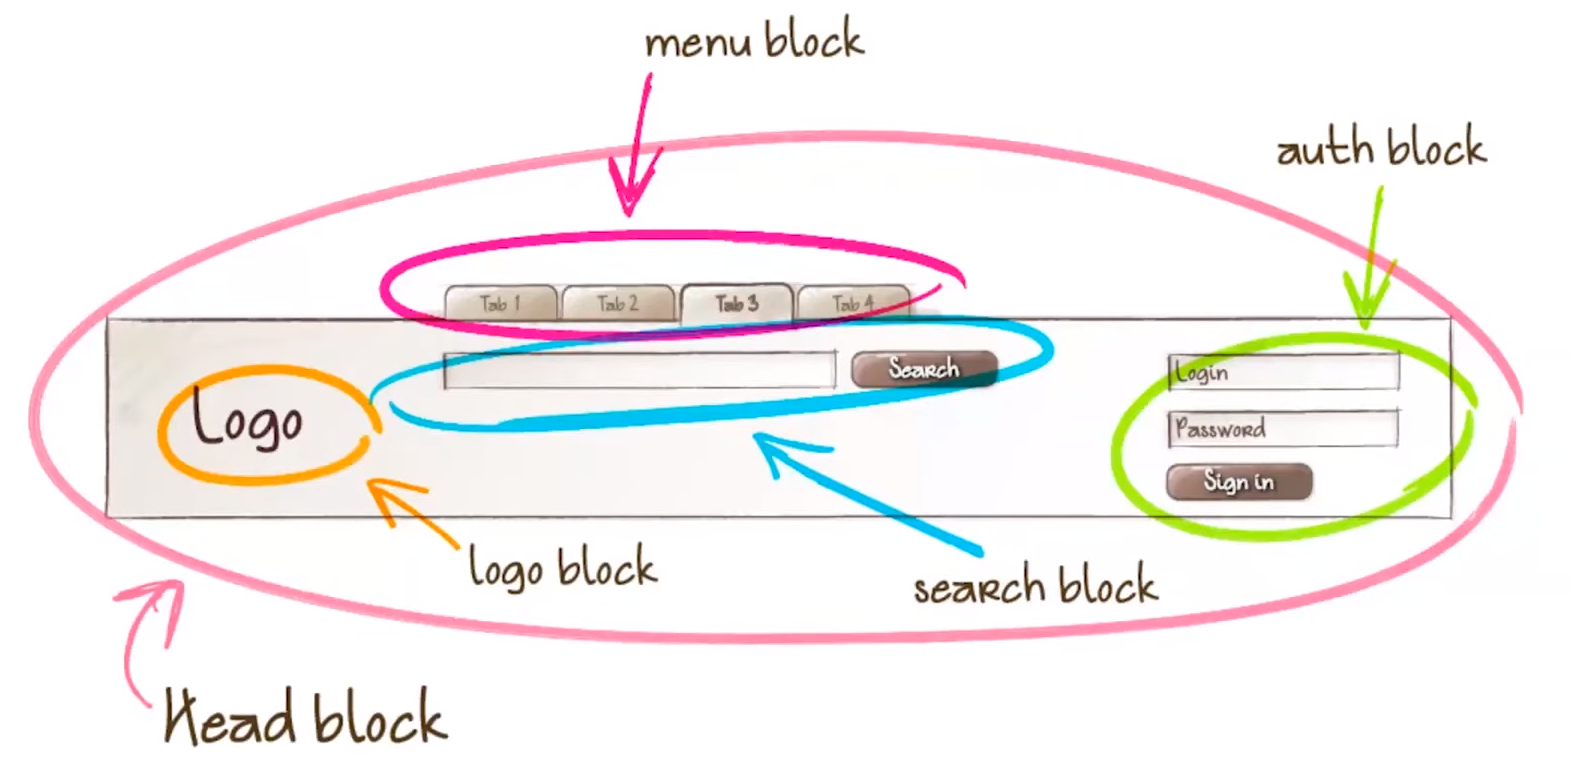 menu block
auth block
Tab 1
Tab 2
Tab 3
Tab 4
Search
Logo
Login
Password
Sign in
logo block
search block
Head block